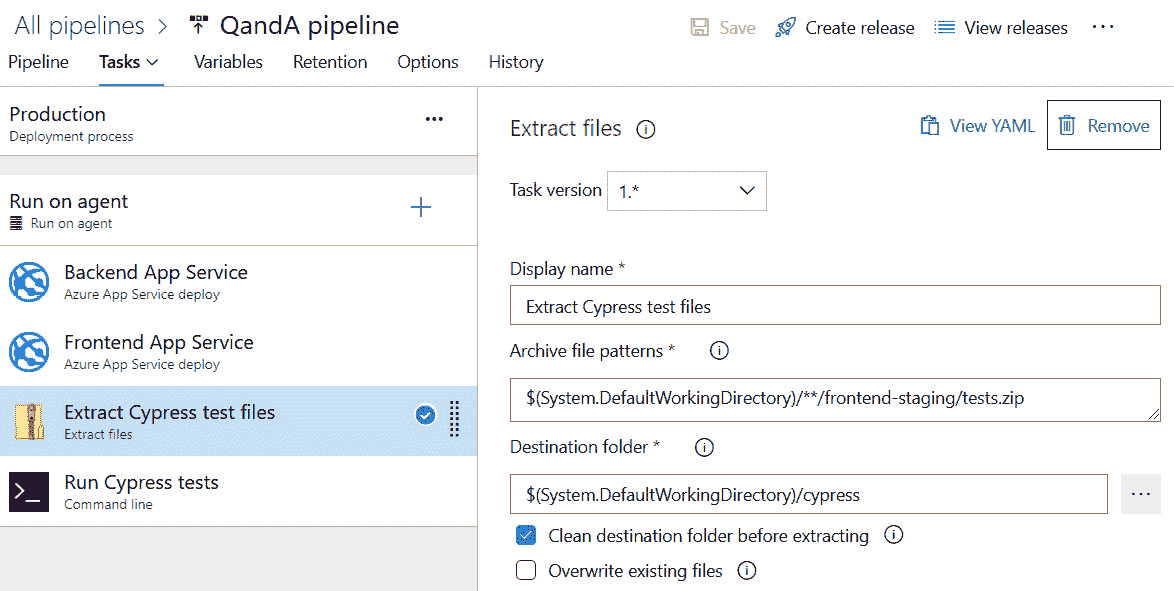 All pipelines > QandA pipeline
Save Create release View releases ...
Pipeline Tasks Variables Retention Options History
Production
Deployment process
...
Run on agent
Run on agent
+
Backend App Service
Azure App Service deploy
Frontend App Service
Azure App Service deploy
Extract Cypress test files
Extract files
Run Cypress tests
Command line
Extract files
View YAML Remove
Task version 1.*
Display name *
Extract Cypress test files
Archive file patterns *
$(System.DefaultWorkingDirectory)/**/frontend-staging/tests.zip
Destination folder *
$(System.DefaultWorkingDirectory)/cypress
...
Clean destination folder before extracting
Overwrite existing files